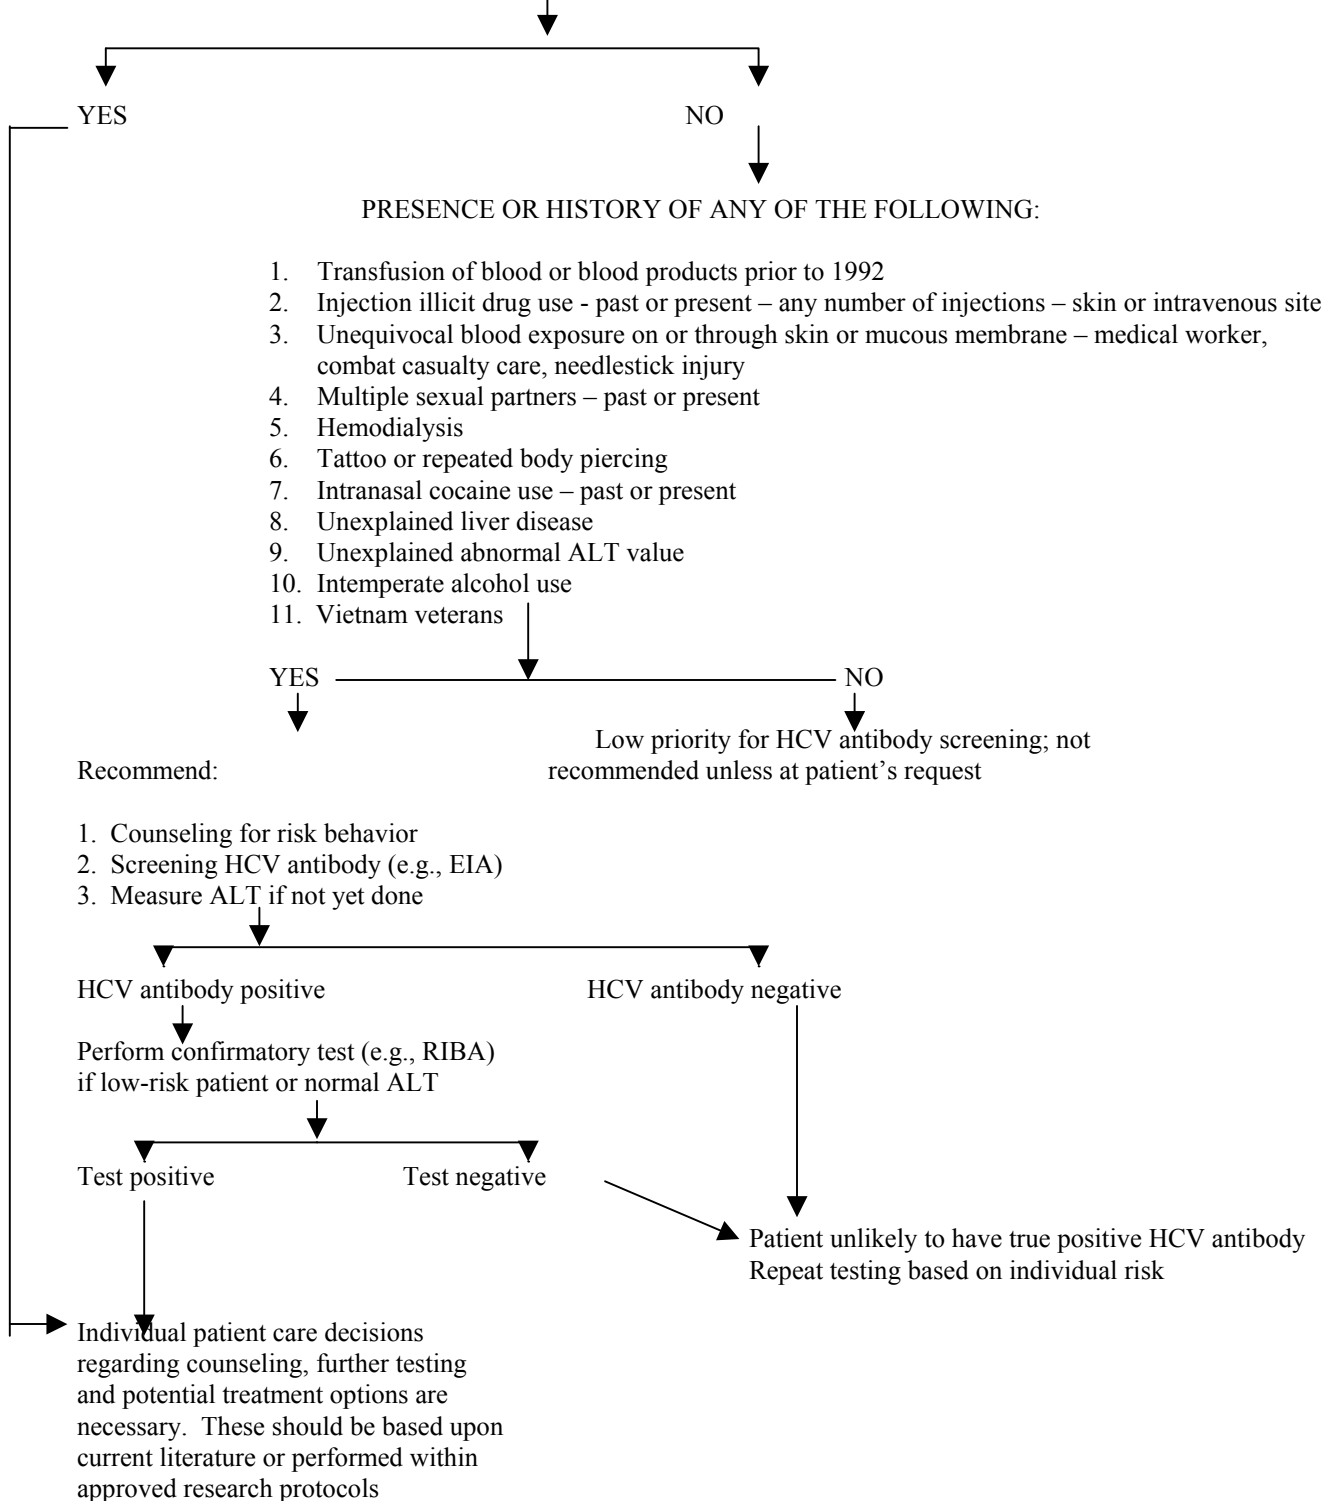 YES
NO
PRESENCE OR HISTORY OF ANY OF THE FOLLOWING:
1. Transfusion of blood or blood products prior to 1992
2. Injection illicit drug use - past or present – any number of injections – skin or intravenous site
3. Unequivocal blood exposure on or through skin or mucous membrane – medical worker,
combat casualty care, needlestick injury
4. Multiple sexual partners – past or present
5. Hemodialysis
6. Tattoo or repeated body piercing
7. Intranasal cocaine use – past or present
8. Unexplained liver disease
9. Unexplained abnormal ALT value
10. Intemperate alcohol use
11. Vietnam veterans
YES
NO
Low priority for HCV antibody screening; not
recommended unless at patient’s request
Recommend:
1. Counseling for risk behavior
2. Screening HCV antibody (e.g., EIA)
3. Measure ALT if not yet done
HCV antibody positive
HCV antibody negative
Perform confirmatory test (e.g., RIBA)
if low-risk patient or normal ALT
Test positive
Test negative
Patient unlikely to have true positive HCV antibody
Repeat testing based on individual risk
Individual patient care decisions
regarding counseling, further testing
and potential treatment options are
necessary. These should be based upon
current literature or performed within
approved research protocols